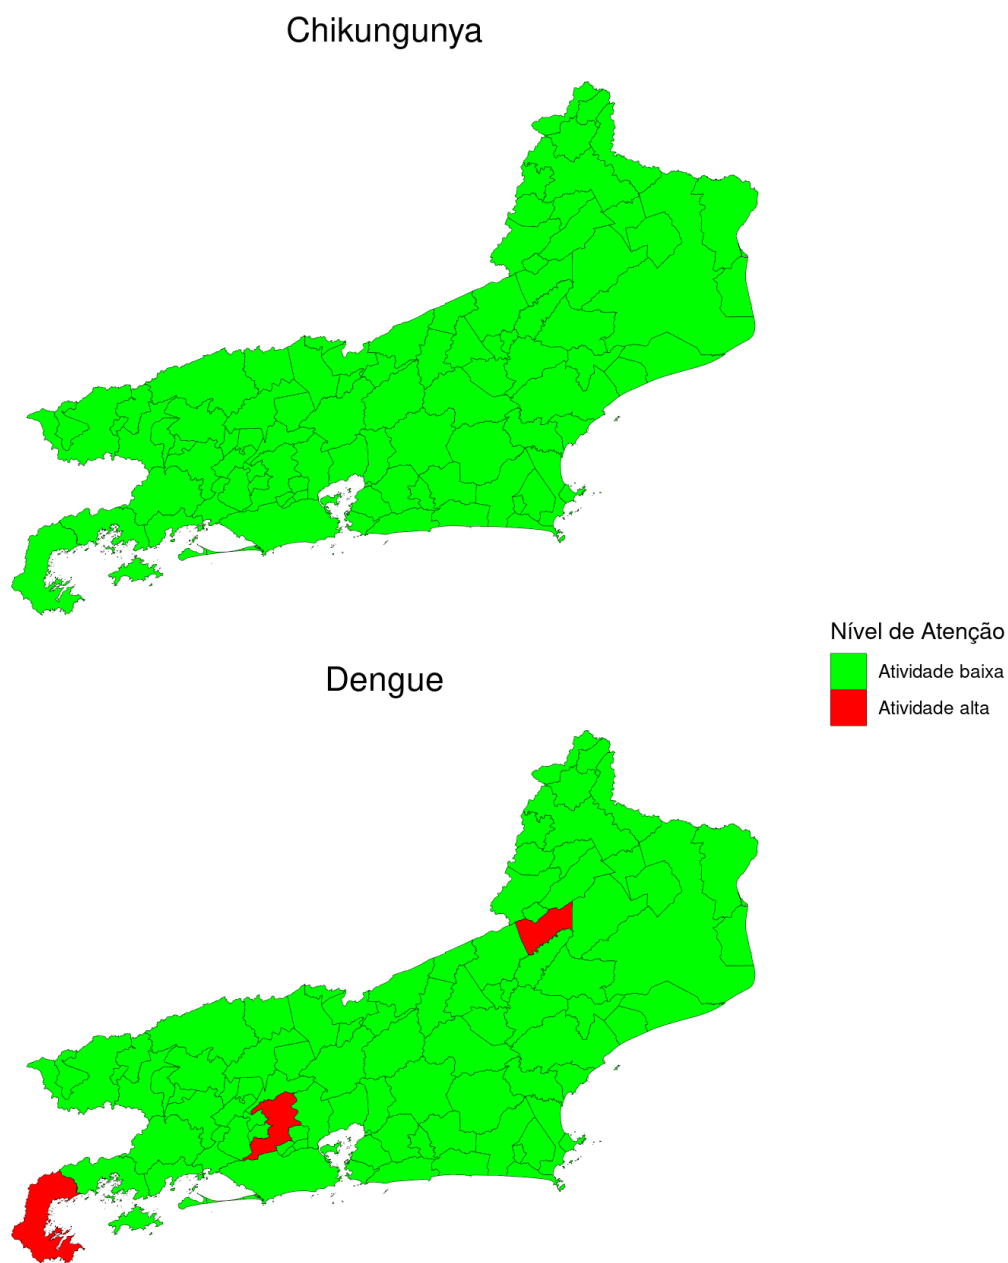 Chikungunya
Nível de Atenção
Atividade baixa
Atividade alta
Dengue